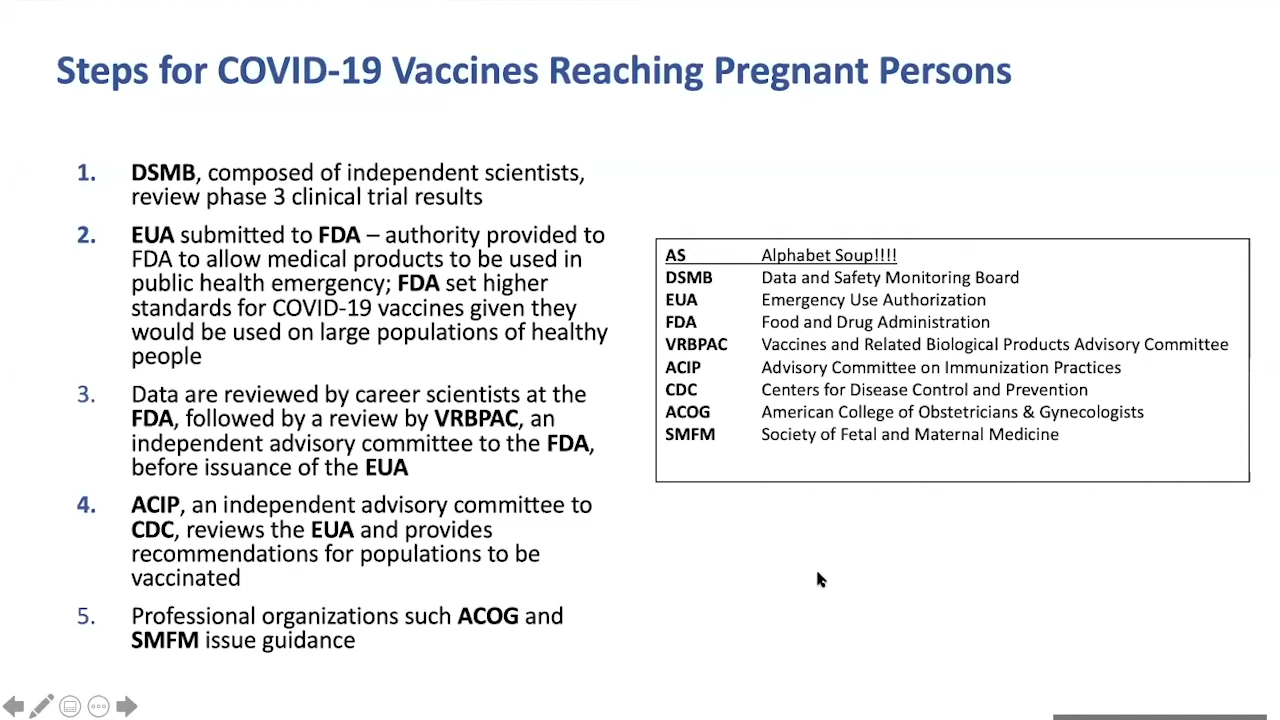 Steps for COVID-19 Vaccines Reaching Pregnant Persons
1. DSMB, composed of independent scientists,
review phase 3 clinical trial results
2. EUA submitted to FDA – authority provided to
FDA to allow medical products to be used in
public health emergency; FDA set higher
standards for COVID-19 vaccines given they
would be used on large populations of healthy
people
3. Data are reviewed by career scientists at the
FDA, followed by a review by VRBPAC, an
independent advisory committee to the FDA,
before issuance of the EUA
4. ACIP, an independent advisory committee to
CDC, reviews the EUA and provides
recommendations for populations to be
vaccinated
5. Professional organizations such ACOG and
SMFM issue guidance
AS Alphabet Soup!!!!
DSMB Data and Safety Monitoring Board
EUA Emergency Use Authorization
FDA Food and Drug Administration
VRBPAC Vaccines and Related Biological Products Advisory Committee
ACIP Advisory Committee on Immunization Practices
CDC Centers for Disease Control and Prevention
ACOG American College of Obstetricians & Gynecologists
SMFM Society of Fetal and Maternal Medicine